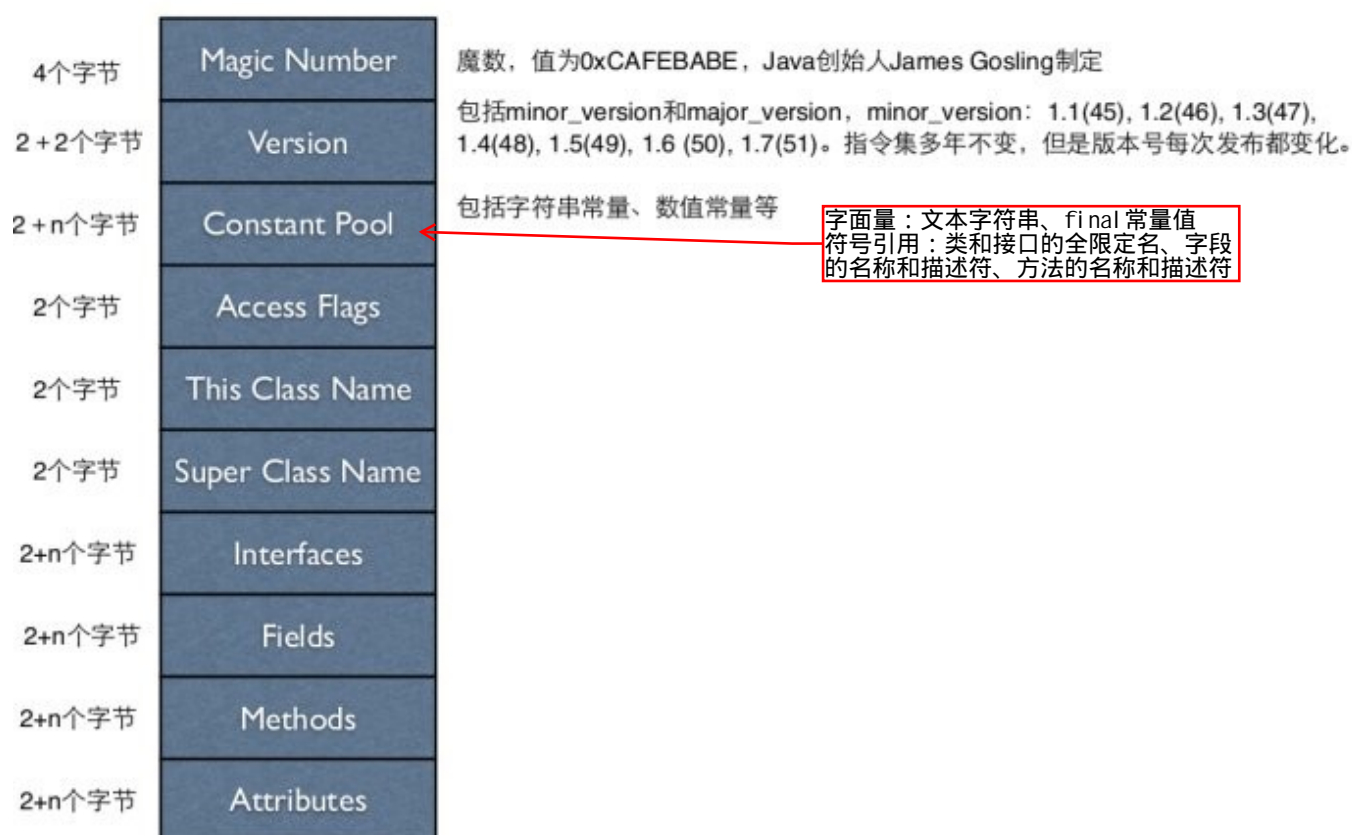 4个字节
Magic Number
魔数，值为0xCAFEBABE，Java创始人James Gosling制定
2+2个字节
Version
包括minor_version和major_version，minor_version：1.1(45), 1.2(46), 1.3(47),
1.4(48), 1.5(49), 1.6 (50), 1.7(51)。指令集多年不变，但是版本号每次发布都变化。
2+n个字节
Constant Pool
包括字符串常量、数值常量等
字面量：文本字符串、final 常量值
符号引用：类和接口的全限定名、字段
的名称和描述符、方法的名称和描述符
2个字节
Access Flags
2个字节
This Class Name
2个字节
Super Class Name
2+n个字节
Interfaces
2+n个字节
Fields
2+n个字节
Methods
2+n个字节
Attributes